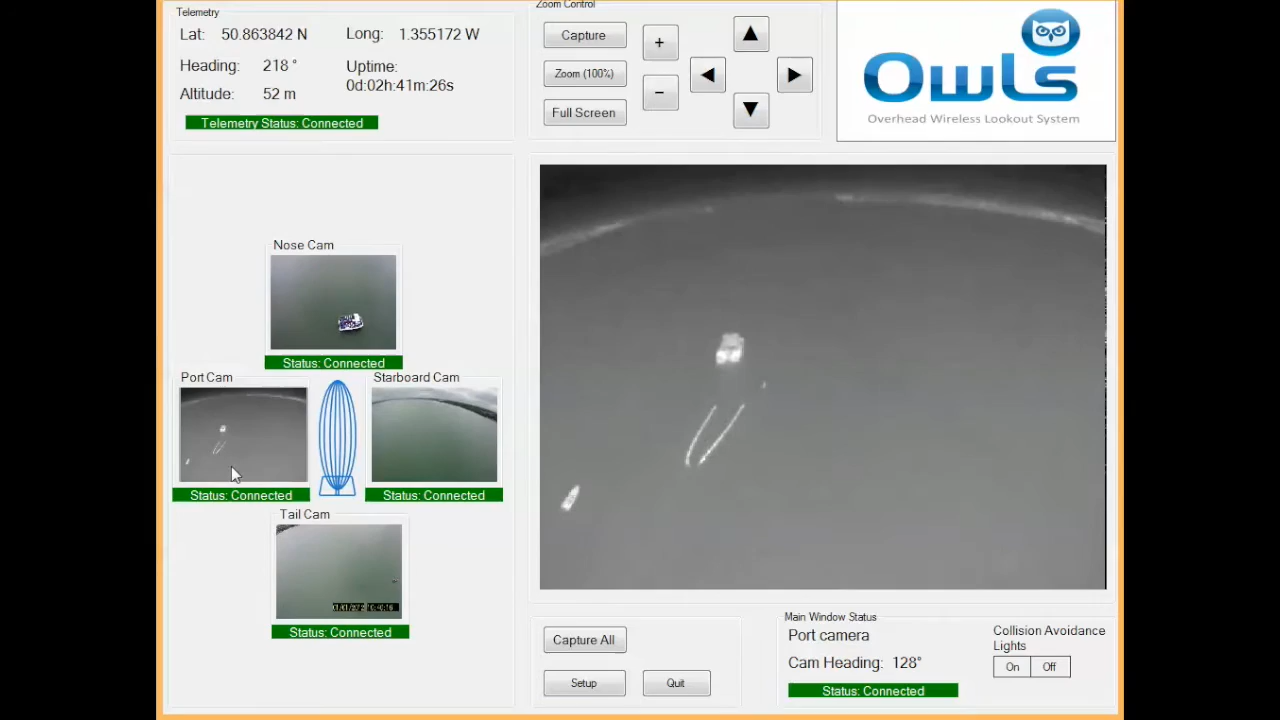 Telemetry
Lat: 50.863842 N
Long: 1.355172 W
Heading: 218 °
Uptime:
0d:02h:41m:26s
Altitude: 52 m
Telemetry Status: Connected
Zoom Control
Capture
+
Zoom (100%)
−
Full Screen
Owls
Overhead Wireless Lookout System
Nose Cam
Status: Connected
Port Cam
Starboard Cam
Status: Connected
Status: Connected
Tail Cam
Status: Connected
Capture All
Setup
Quit
Main Window Status
Port camera
Cam Heading: 128°
Status: Connected
Collision Avoidance
Lights
On
Off